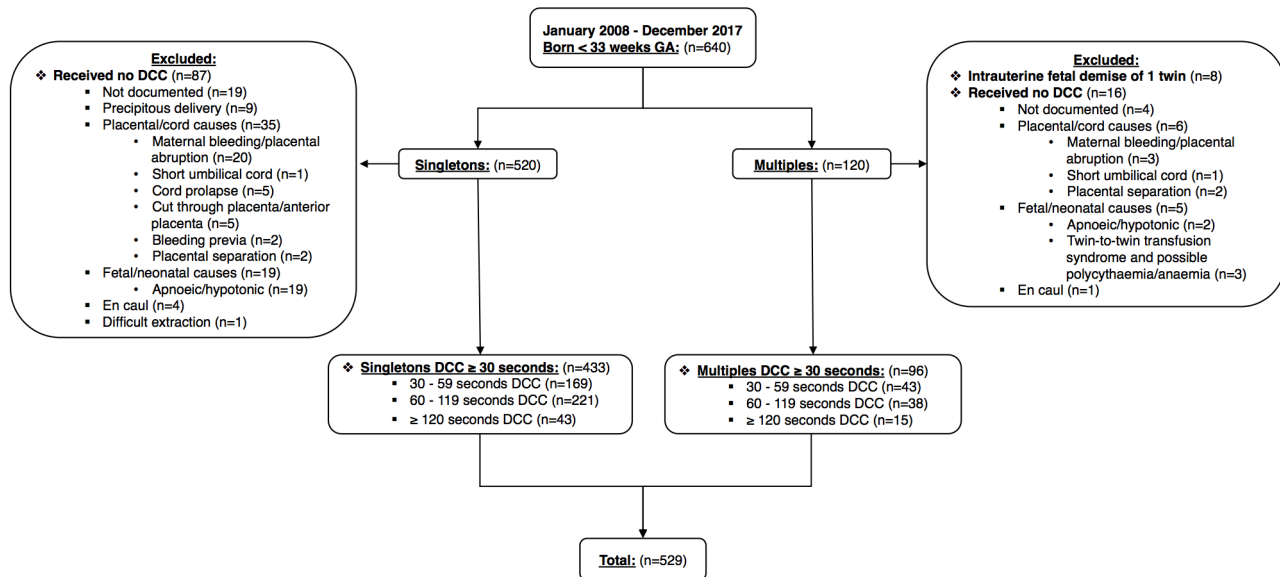 January 2008 - December 2017
Born < 33 weeks GA: (n=640)
Excluded:
❖ Received no DCC (n=87)
▪ Not documented (n=19)
▪ Precipitous delivery (n=9)
▪ Placental/cord causes (n=35)
• Maternal bleeding/placental
abruption (n=20)
• Short umbilical cord (n=1)
• Cord prolapse (n=5)
• Cut through placenta/anterior
placenta (n=5)
• Bleeding previa (n=2)
• Placental separation (n=2)
▪ Fetal/neonatal causes (n=19)
• Apnoeic/hypotonic (n=19)
▪ En caul (n=4)
▪ Difficult extraction (n=1)
Singletons: (n=520)
Multiples: (n=120)
Excluded:
❖ Intrauterine fetal demise of 1 twin (n=8)
❖ Received no DCC (n=16)
▪ Not documented (n=4)
▪ Placental/cord causes (n=6)
• Maternal bleeding/placental
abruption (n=3)
• Short umbilical cord (n=1)
• Placental separation (n=2)
▪ Fetal/neonatal causes (n=5)
• Apnoeic/hypotonic (n=2)
• Twin-to-twin transfusion
syndrome and possible
polycythaemia/anaemia (n=3)
▪ En caul (n=1)
❖ Singletons DCC ≥ 30 seconds: (n=433)
▪ 30 - 59 seconds DCC (n=169)
▪ 60 - 119 seconds DCC (n=221)
▪ ≥ 120 seconds DCC (n=43)
❖ Multiples DCC ≥ 30 seconds: (n=96)
▪ 30 - 59 seconds DCC (n=43)
▪ 60 - 119 seconds DCC (n=38)
▪ ≥ 120 seconds DCC (n=15)
Total: (n=529)